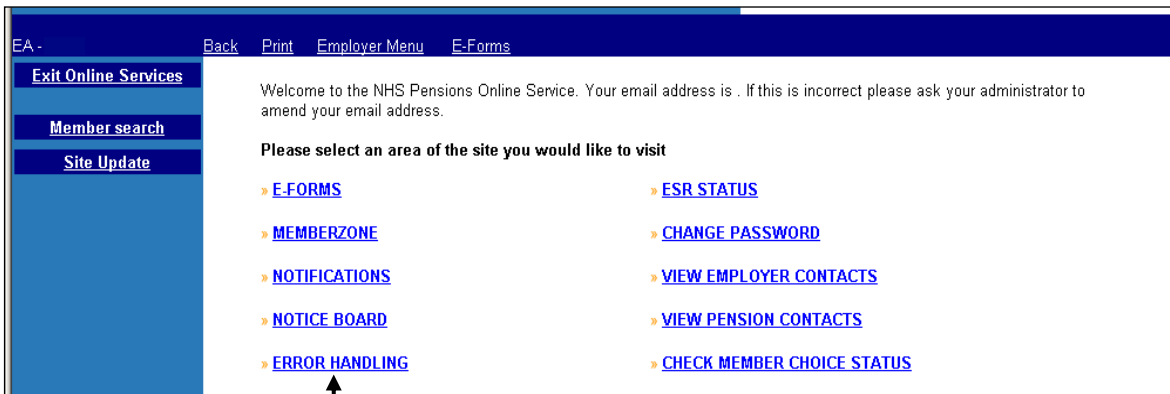 EA - Back Print Employer Menu E-Forms
Exit Online Services
Member search
Site Update
Welcome to the NHS Pensions Online Service. Your email address is . If this is incorrect please ask your administrator to
amend your email address.
Please select an area of the site you would like to visit
» E-FORMS
» ESR STATUS
» MEMBERZONE
» CHANGE PASSWORD
» NOTIFICATIONS
» VIEW EMPLOYER CONTACTS
» NOTICE BOARD
» VIEW PENSION CONTACTS
» ERROR HANDLING
» CHECK MEMBER CHOICE STATUS